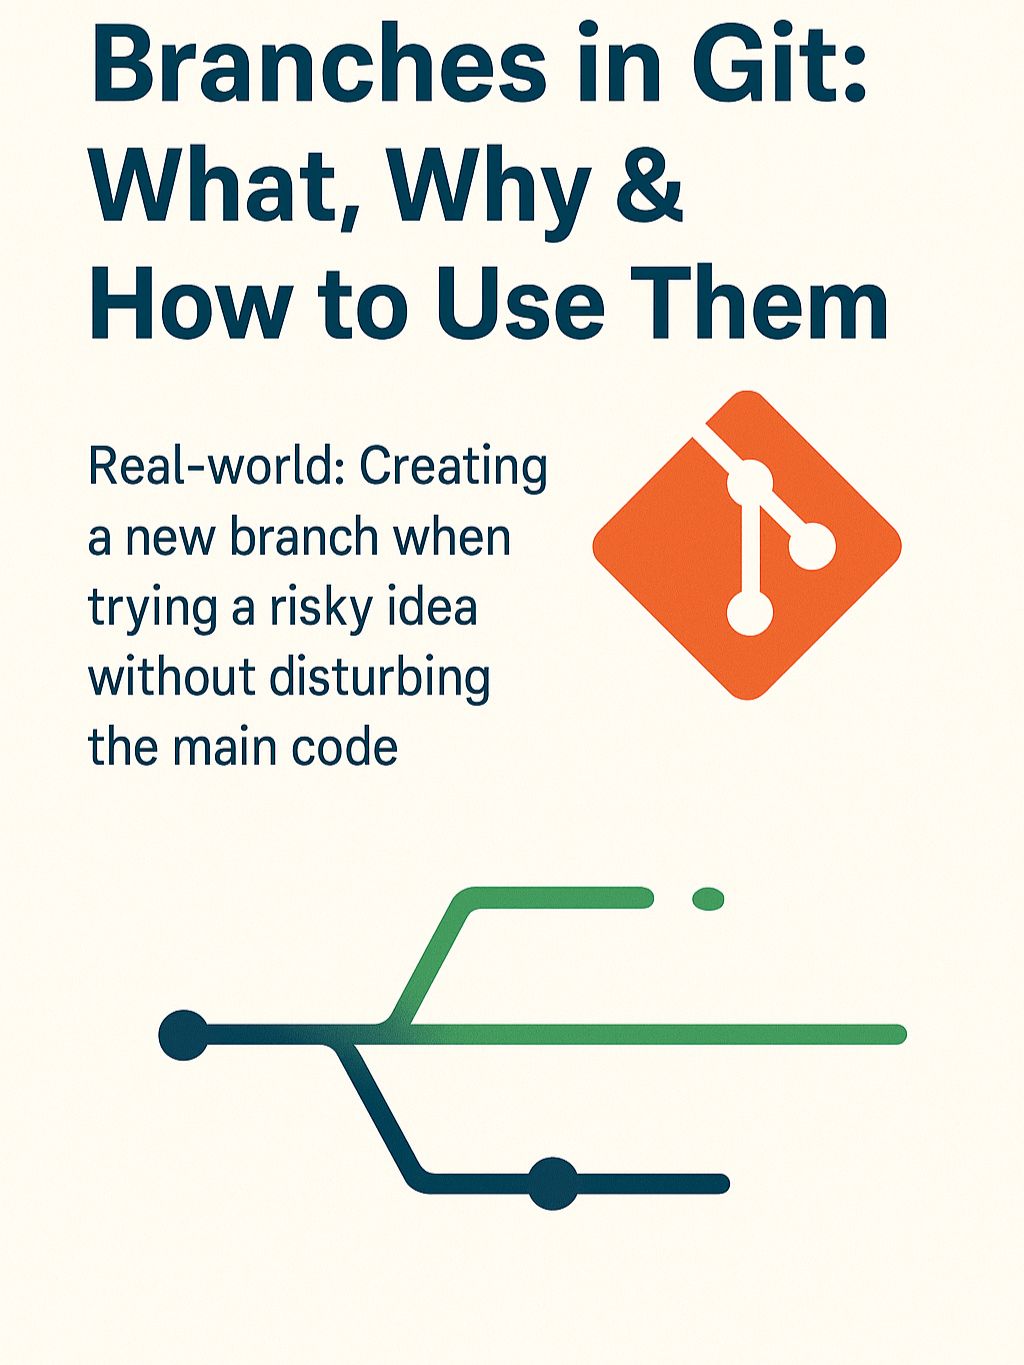 Branches in Git:
What, Why &
How to Use Them
Real-world: Creating
a new branch when
trying a risky idea
without disturbing
the main code